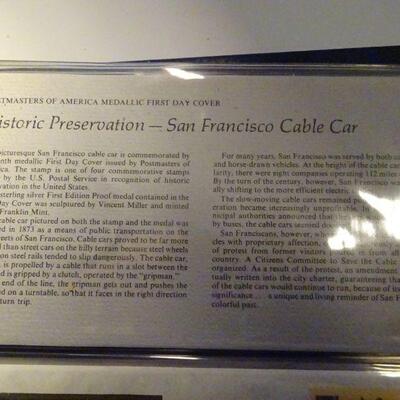 STMASTERS OF AMERICA MEDALLIC FIRST DAY COVER
istoric Preservation — San Francisco Cable Car
picturesque San Francisco cable car is commemorated by
nth medallic First Day Cover issued by Postmasters of
The stamp is one of four commemorative stamps
by the U.S. Postal Service in recognition of historic
vation in the United States.
sterling silver First Edition Proof medal contained in the
Day Cover was sculptured by Vincent Miller and minted
Franklin Mint.
able car pictured on both the stamp and the medal was
ed in 1873 as a means of public transportation on the
reets of San Francisco. Cable cars proved to be far more
than street cars on the hilly terrain because steel wheels
on steel rails tended to slip dangerously. The cable car,
is propelled by a cable that runs in a slot between the
d is gripped by a clutch, operated by the "gripman."
end of the line, the gripman gets out and pushes the
d on a turntable, so that it faces in the right direction
turn trip.
For many years, San Francisco was served by both
and horse-drawn vehicles. At the height of the cable car
larity, there were eight companies operating 112 miles
By the turn of the century, however, San Francisco was
ally shifting to the more efficient electric
The slow-moving cable cars remained
eration became increasingly unprofitable. In
nicipal authorities announced that
by buses, the cable cars seemed
San Franciscans, however,
cles with proprietary affection,
of protest from former visitors in from all
country. A Citizens Committee to Save the Cable
organized. As a result of the protest, an amendment
tually written into the city charter, guaranteeing that
of the cable cars would continue to run, because of its
significance . . . a unique and living reminder of San F
colorful past.